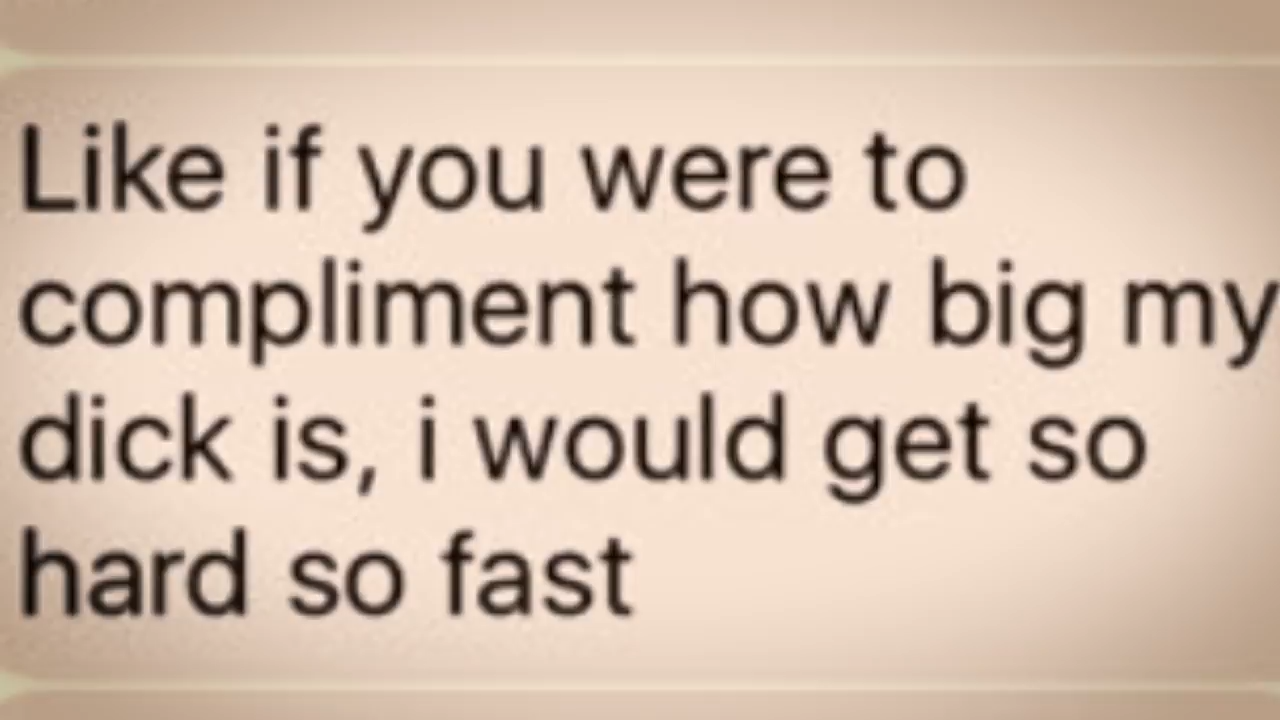 Like if you were to
compliment how big my
dick is, i would get so
hard so fast